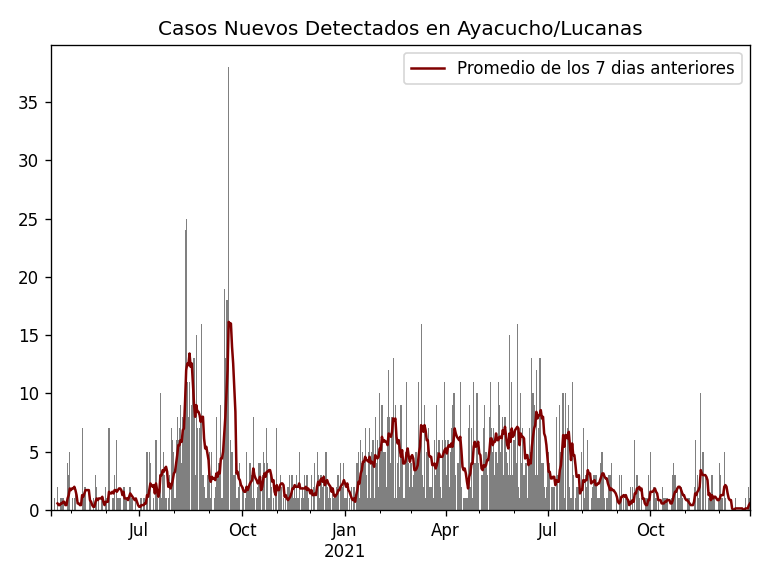 Casos Nuevos Detectados en Ayacucho/Lucanas
Promedio de los 7 dias anteriores
35
30
25
20
15
10
5
0
Jul
Oct
Jan
2021
Apr
Jul
Oct